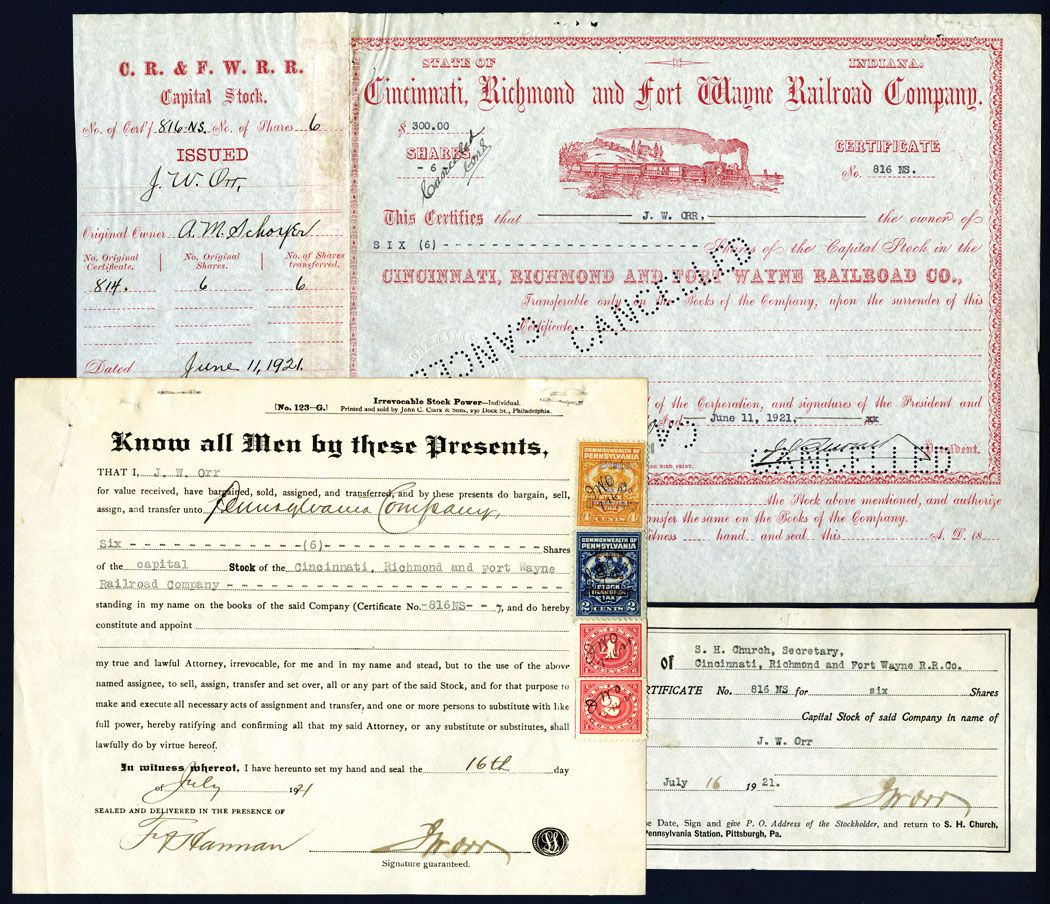 C. R. & F. W. R. R.
Capital Stock.
No. of Cert'f 816-NS. No. of Shares 6
ISSUED
J. W. Orr,
Original Owner A. M. Schoyer
No. Original Certificate. No. Original Shares. No. of Shares transferred.
814. 6 6
Dated June 11, 1921.
STATE OF INDIANA.
Cincinnati, Richmond and Fort Wayne Railroad Company.
$ 300.00
SHARES
- 6 -
Cancelled
CERTIFICATE
No. 816 NS.
This Certifies that J. W. ORR, the owner of
SIX (6) - - - - - - - - - - - - - - - - - - - - - - - Shares of the Capital Stock in the
CINCINNATI, RICHMOND AND FORT WAYNE RAILROAD CO.,
Transferable only on the Books of the Company, upon the surrender of this
Certificate
CANCELLED
CANCELLED
of the Corporation, and signatures of the President and
June 11, 1921, xx
President.
CANCELLED
the Stock above mentioned, and authorize
transfer the same on the Books of the Company.
Witness hand. and seal. this A. D. 18
Irrevocable Stock Power—Individual.
[No. 123-G.] Printed and sold by John C. Clark & Sons, 230 Dock St., Philadelphia.
Know all Men by these Presents,
THAT I, J. W. Orr
for value received, have bargained, sold, assigned, and transferred, and by these presents do bargain, sell,
assign, and transfer unto Pennsylvania Company,
Six - - - - - - - - - - - - (6)- - - - - - - - - - - - - - - - Shares
of the capital Stock of the Cincinnati, Richmond and Fort Wayne
Railroad Company - - - - - - - - - - - - - - - - - - - - - - - - -
standing in my name on the books of the said Company (Certificate No. -816NS- - ), and do hereby
constitute and appoint
my true and lawful Attorney, irrevocable, for me and in my name and stead, but to the use of the above
named assignee, to sell, assign, transfer and set over, all or any part of the said Stock, and for that purpose to
make and execute all necessary acts of assignment and transfer, and one or more persons to substitute with like
full power, hereby ratifying and confirming all that my said Attorney, or any substitute or substitutes, shall
lawfully do by virtue hereof.
In witness whereof, I have hereunto set my hand and seal the 16th day
of July 1921
SEALED AND DELIVERED IN THE PRESENCE OF
F A Hannan JWOrr
Signature guaranteed.
COMMONWEALTH OF
PENNSYLVANIA
4 CENTS 4
COMMONWEALTH OF
PENNSYLVANIA
STOCK
TRANSFER
TAX
2 CENTS 2
1
2
of S. H. Church, Secretary,
Cincinnati, Richmond and Fort Wayne R.R.Co.
CERTIFICATE No. 816 NS for six Shares
Capital Stock of said Company in name of
J. W. Orr
July 16 1921.
JWOrr
Date, Sign and give P. O. Address of the Stockholder, and return to S. H. Church,
Pennsylvania Station, Pittsburgh, Pa.